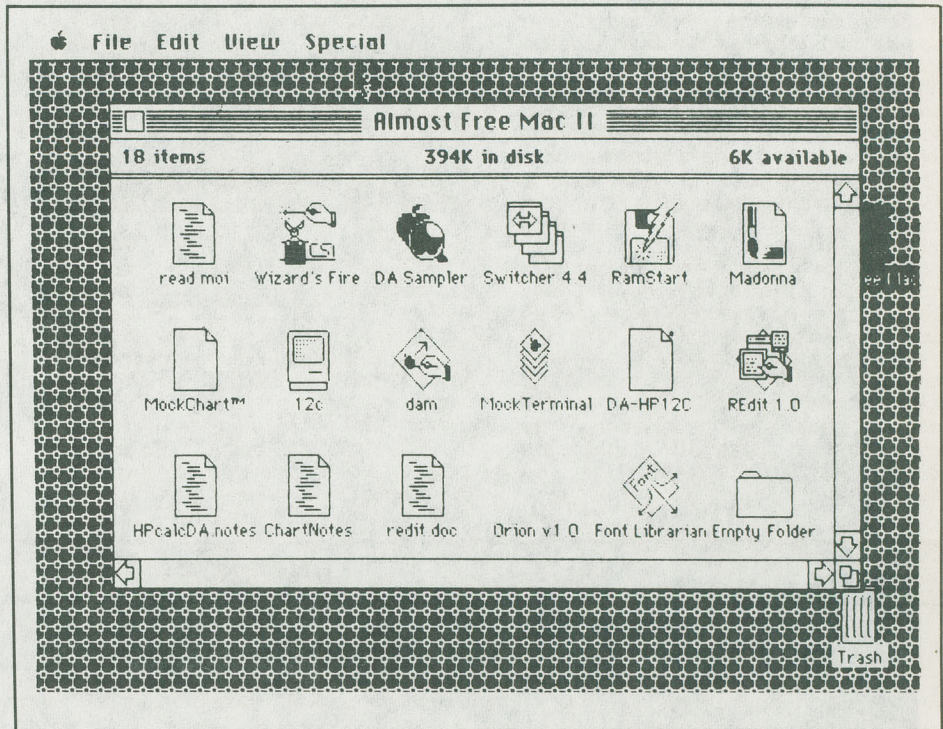 File Edit View Special
Almost Free Mac II
18 items 394K in disk 6K available
read moi Wizard's Fire DA Sampler Switcher 4.4 RamStart Madonna
MockChart™ 12c dam MockTerminal DA-HP12C REdit 1.0
Font
HPcalcDA.notes ChartNotes redit.doc Orion v1.0 Font Librarian Empty Folder
Trash